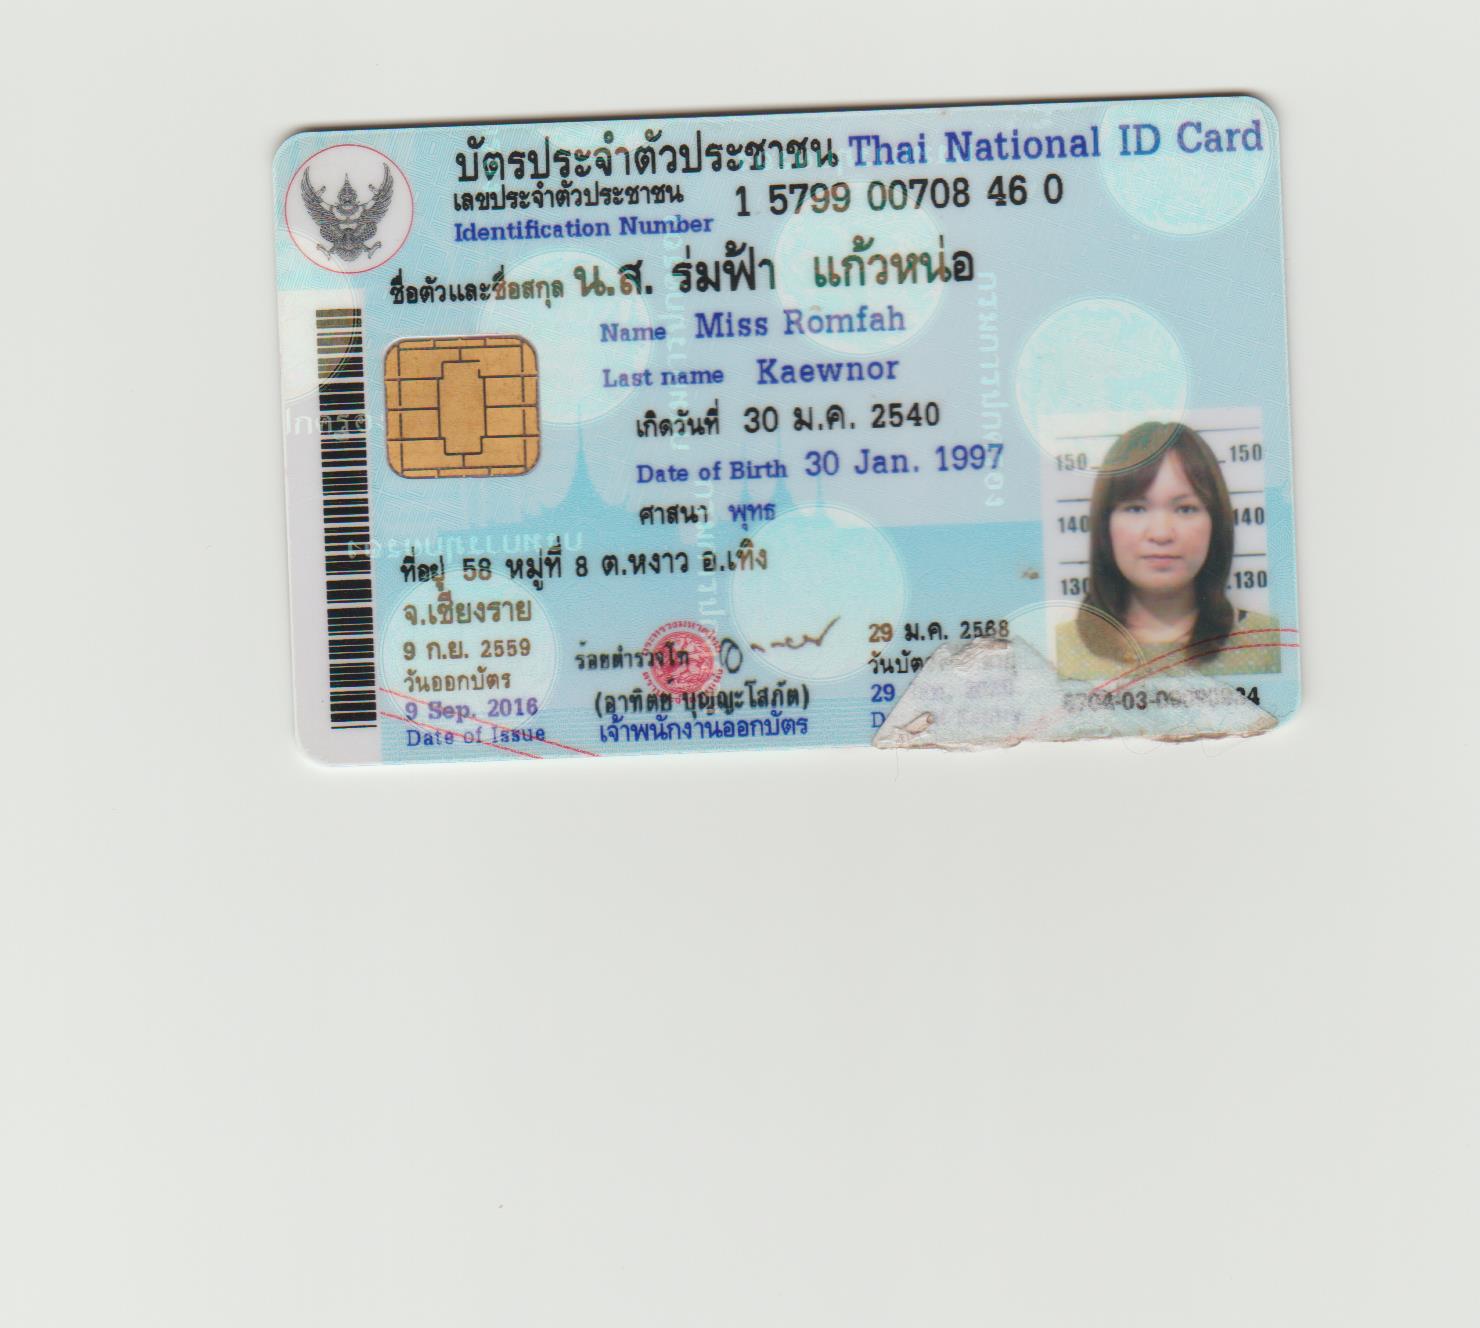 บัตรประจำตัวประชาชน Thai National ID Card
เลขประจำตัวประชาชน
Identification Number
1 5799 00708 46 0
ชื่อตัวและชื่อสกุล น.ส. ร่มฟ้า แก้วหน่อ
Name Miss Romfah
Last name Kaewnor
เกิดวันที่ 30 ม.ค. 2540
Date of Birth 30 Jan. 1997
ศาสนา พุทธ
ที่อยู่ 58 หมู่ที่ 8 ต.หงาว อ.เทิง
จ.เชียงราย
9 ก.ย. 2559
วันออกบัตร
9 Sep. 2016
Date of Issue
ร้อยตำรวจโท
(อาทิตย์ บุญญะโสภัต)
เจ้าพนักงานออกบัตร
29 ม.ค. 2568
วันบัตร
29
150 150
140 140
130 130